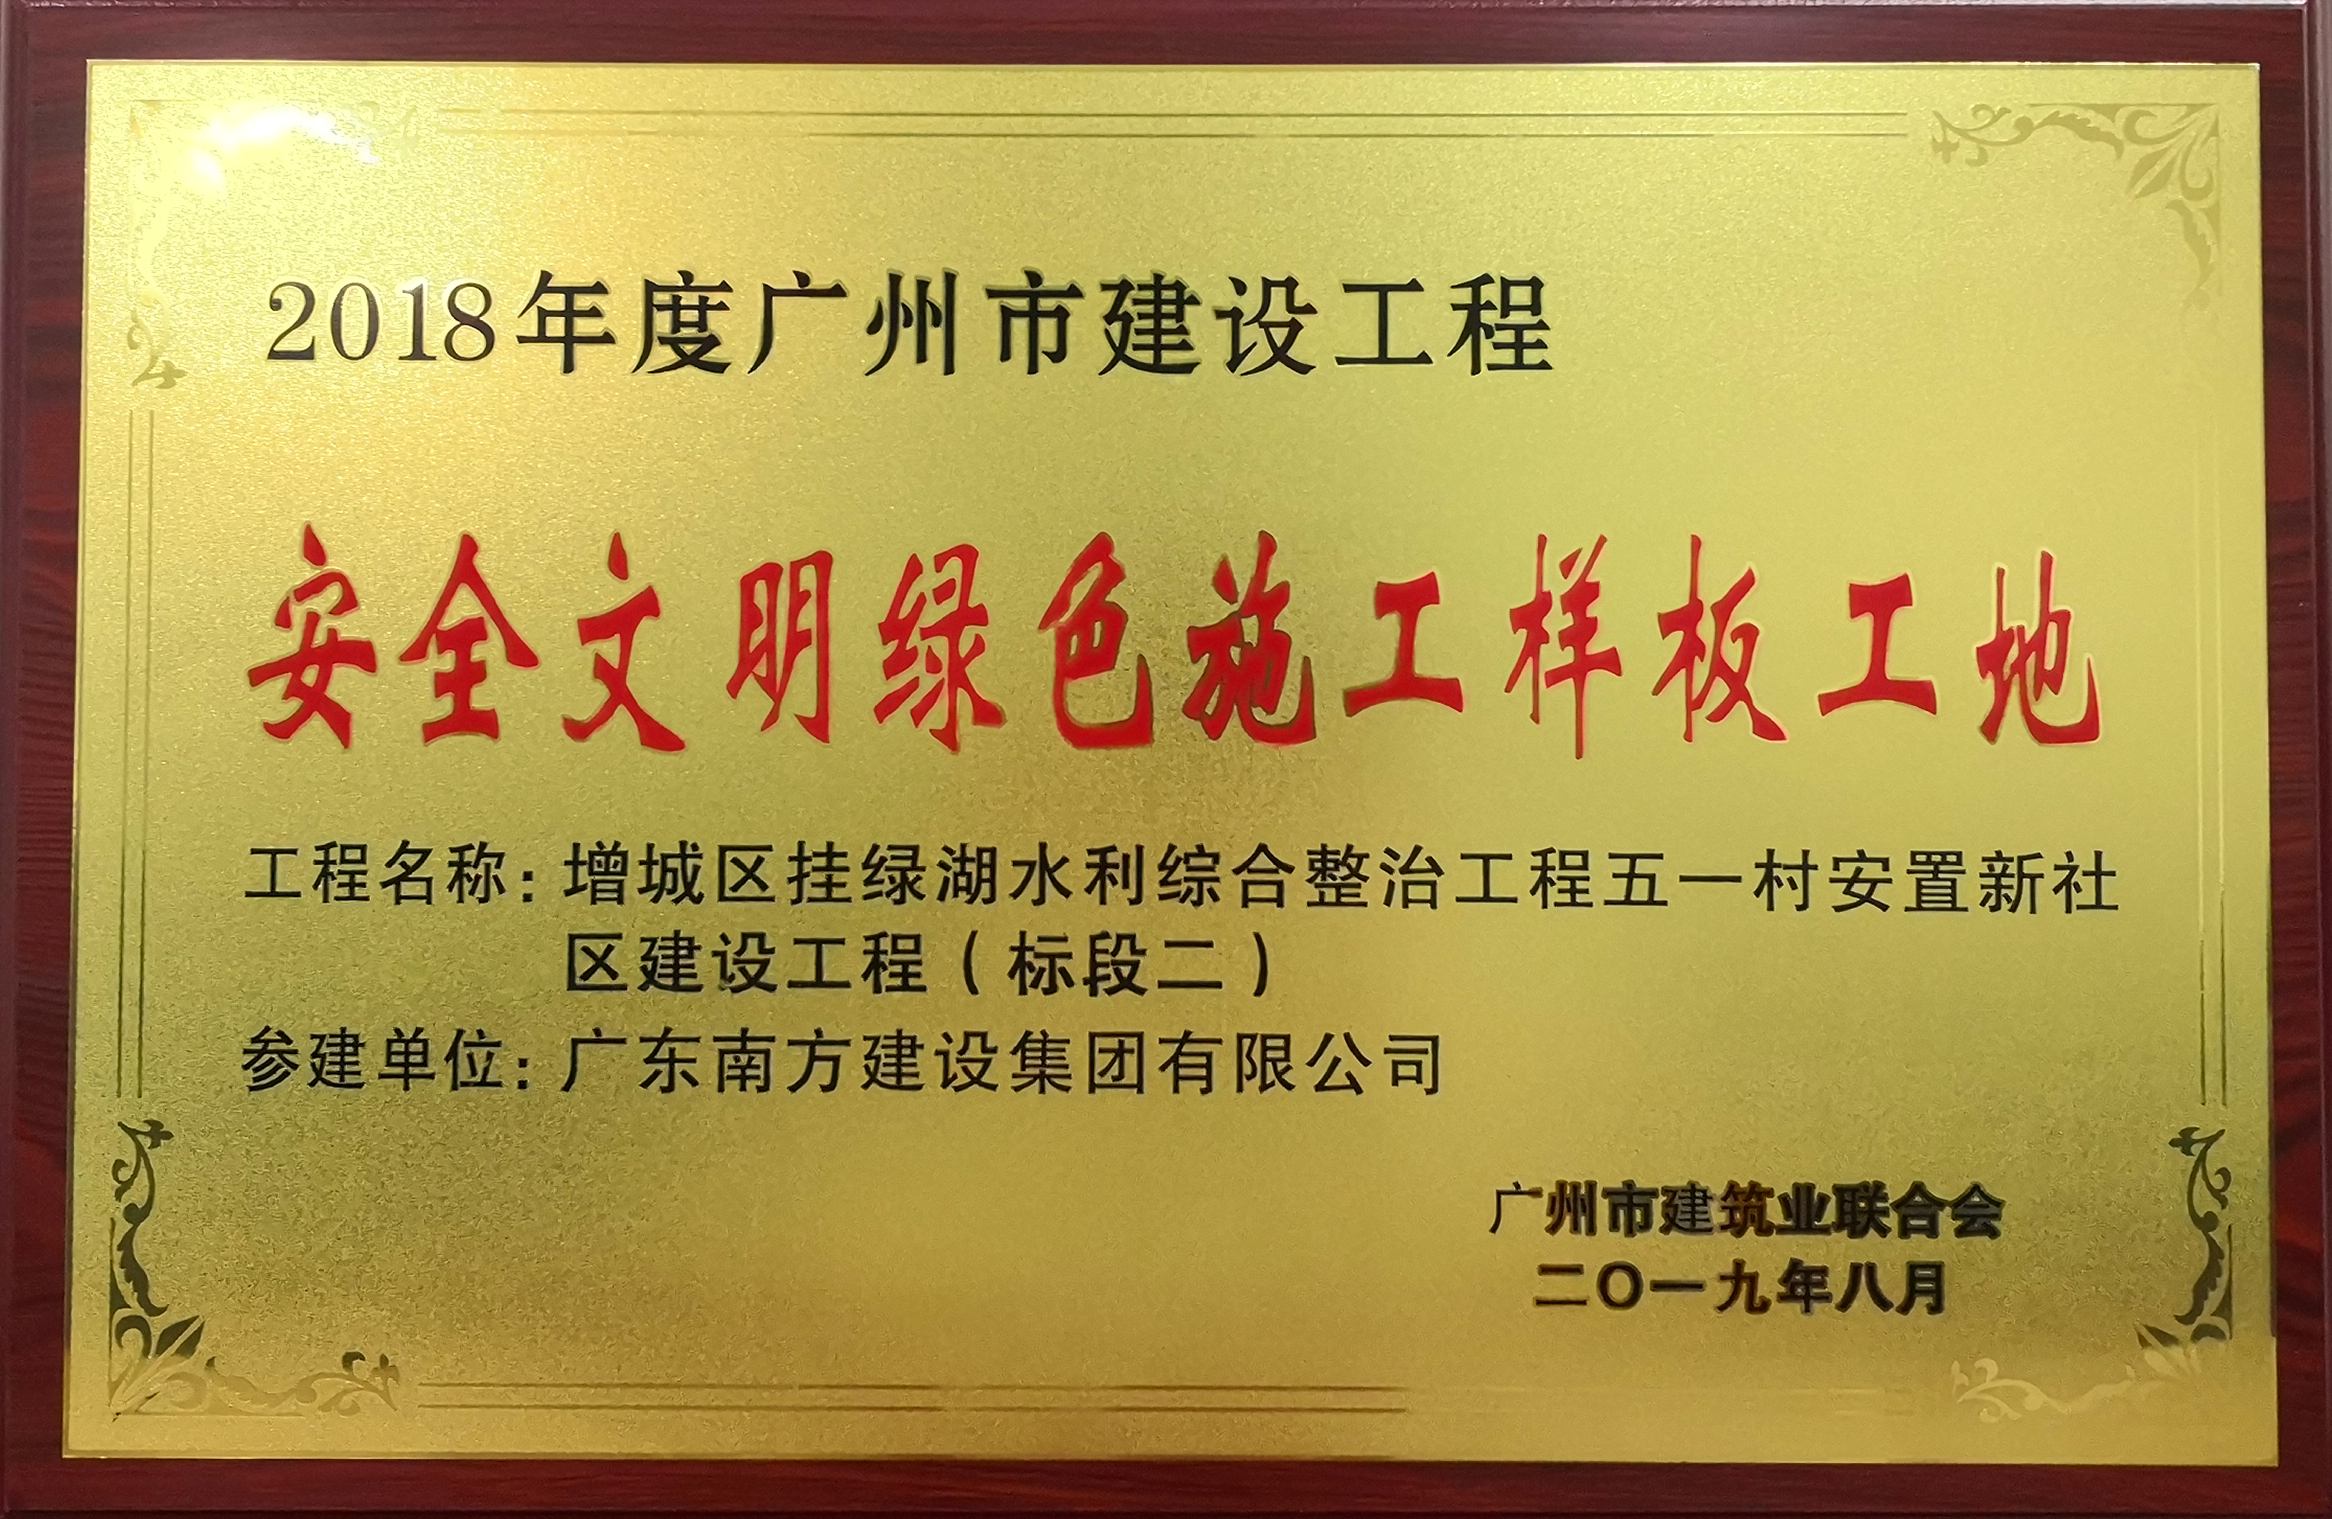 2018年度广州市建设工程
安全文明绿色施工样板工地
工程名称：增城区挂绿湖水利综合整治工程五一村安置新社
区建设工程（标段二）
参建单位：广东南方建设集团有限公司
广州市建筑业联合会
二〇一九年八月